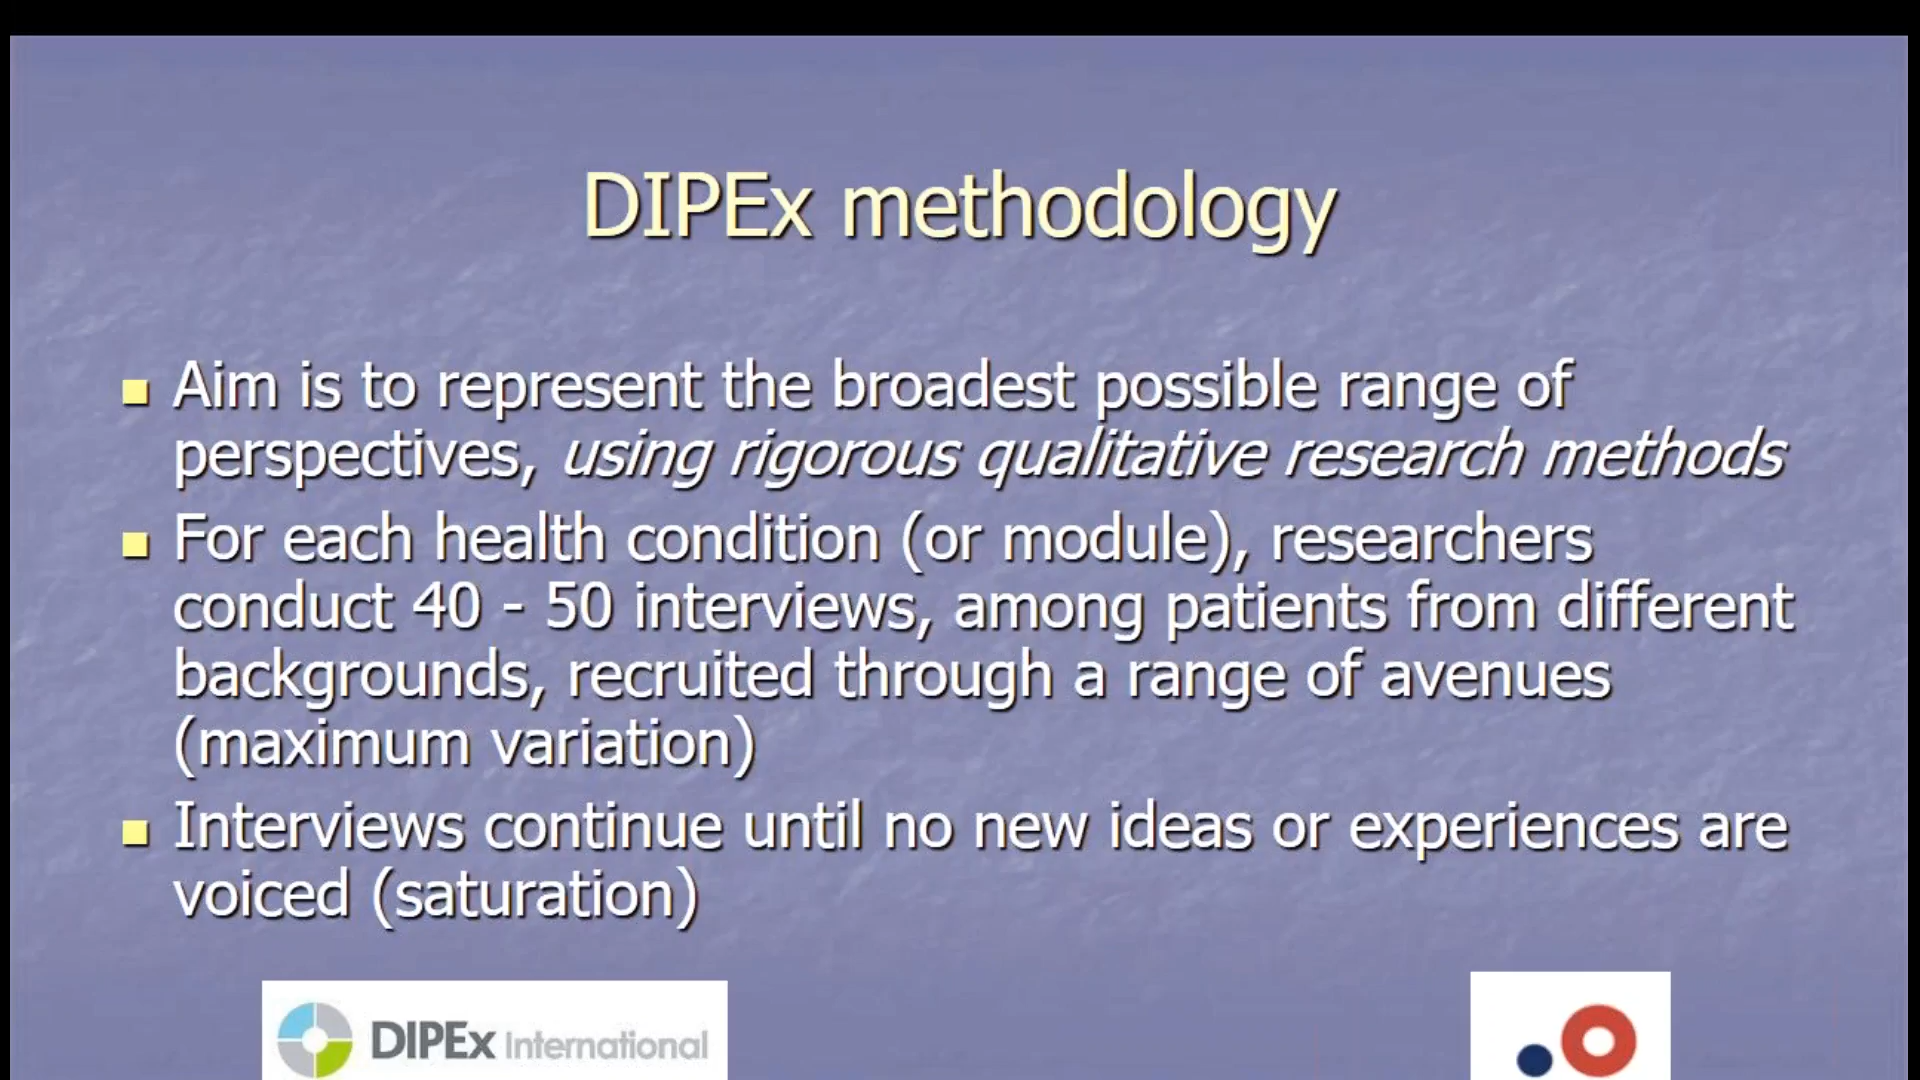 DIPEx methodology
Aim is to represent the broadest possible range of
perspectives, using rigorous qualitative research methods
For each health condition (or module), researchers
conduct 40 - 50 interviews, among patients from different
backgrounds, recruited through a range of avenues
(maximum variation)
Interviews continue until no new ideas or experiences are
voiced (saturation)
DIPEx International